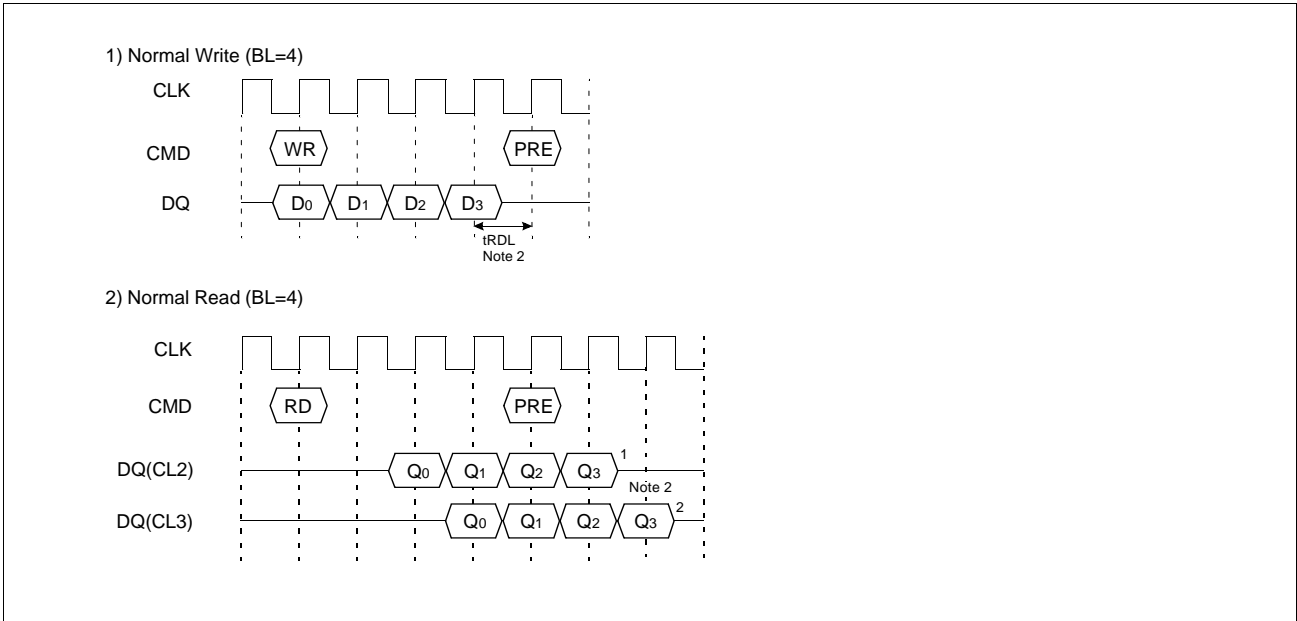 1) Normal Write (BL=4)
CLK
CMD WR PRE
DQ D0 D1 D2 D3
tRDL
Note 2
2) Normal Read (BL=4)
CLK
CMD RD PRE
DQ(CL2) Q0 Q1 Q2 Q3 1
Note 2
DQ(CL3) Q0 Q1 Q2 Q3 2